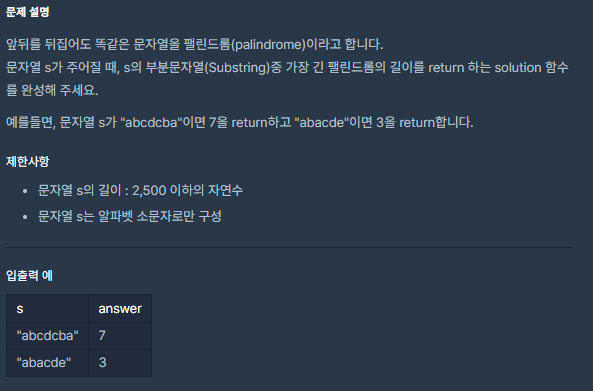 문제 설명
앞뒤를 뒤집어도 똑같은 문자열을 팰린드롬(palindrome)이라고 합니다.
문자열 s가 주어질 때, s의 부분문자열(Substring)중 가장 긴 팰린드롬의 길이를 return 하는 solution 함수
를 완성해 주세요.
예를들면, 문자열 s가 "abcdcba"이면 7을 return하고 "abacde"이면 3을 return합니다.
제한사항
• 문자열 s의 길이 : 2,500 이하의 자연수
• 문자열 s는 알파벳 소문자로만 구성
입출력 예
s answer
"abcdcba" 7
"abacde" 3